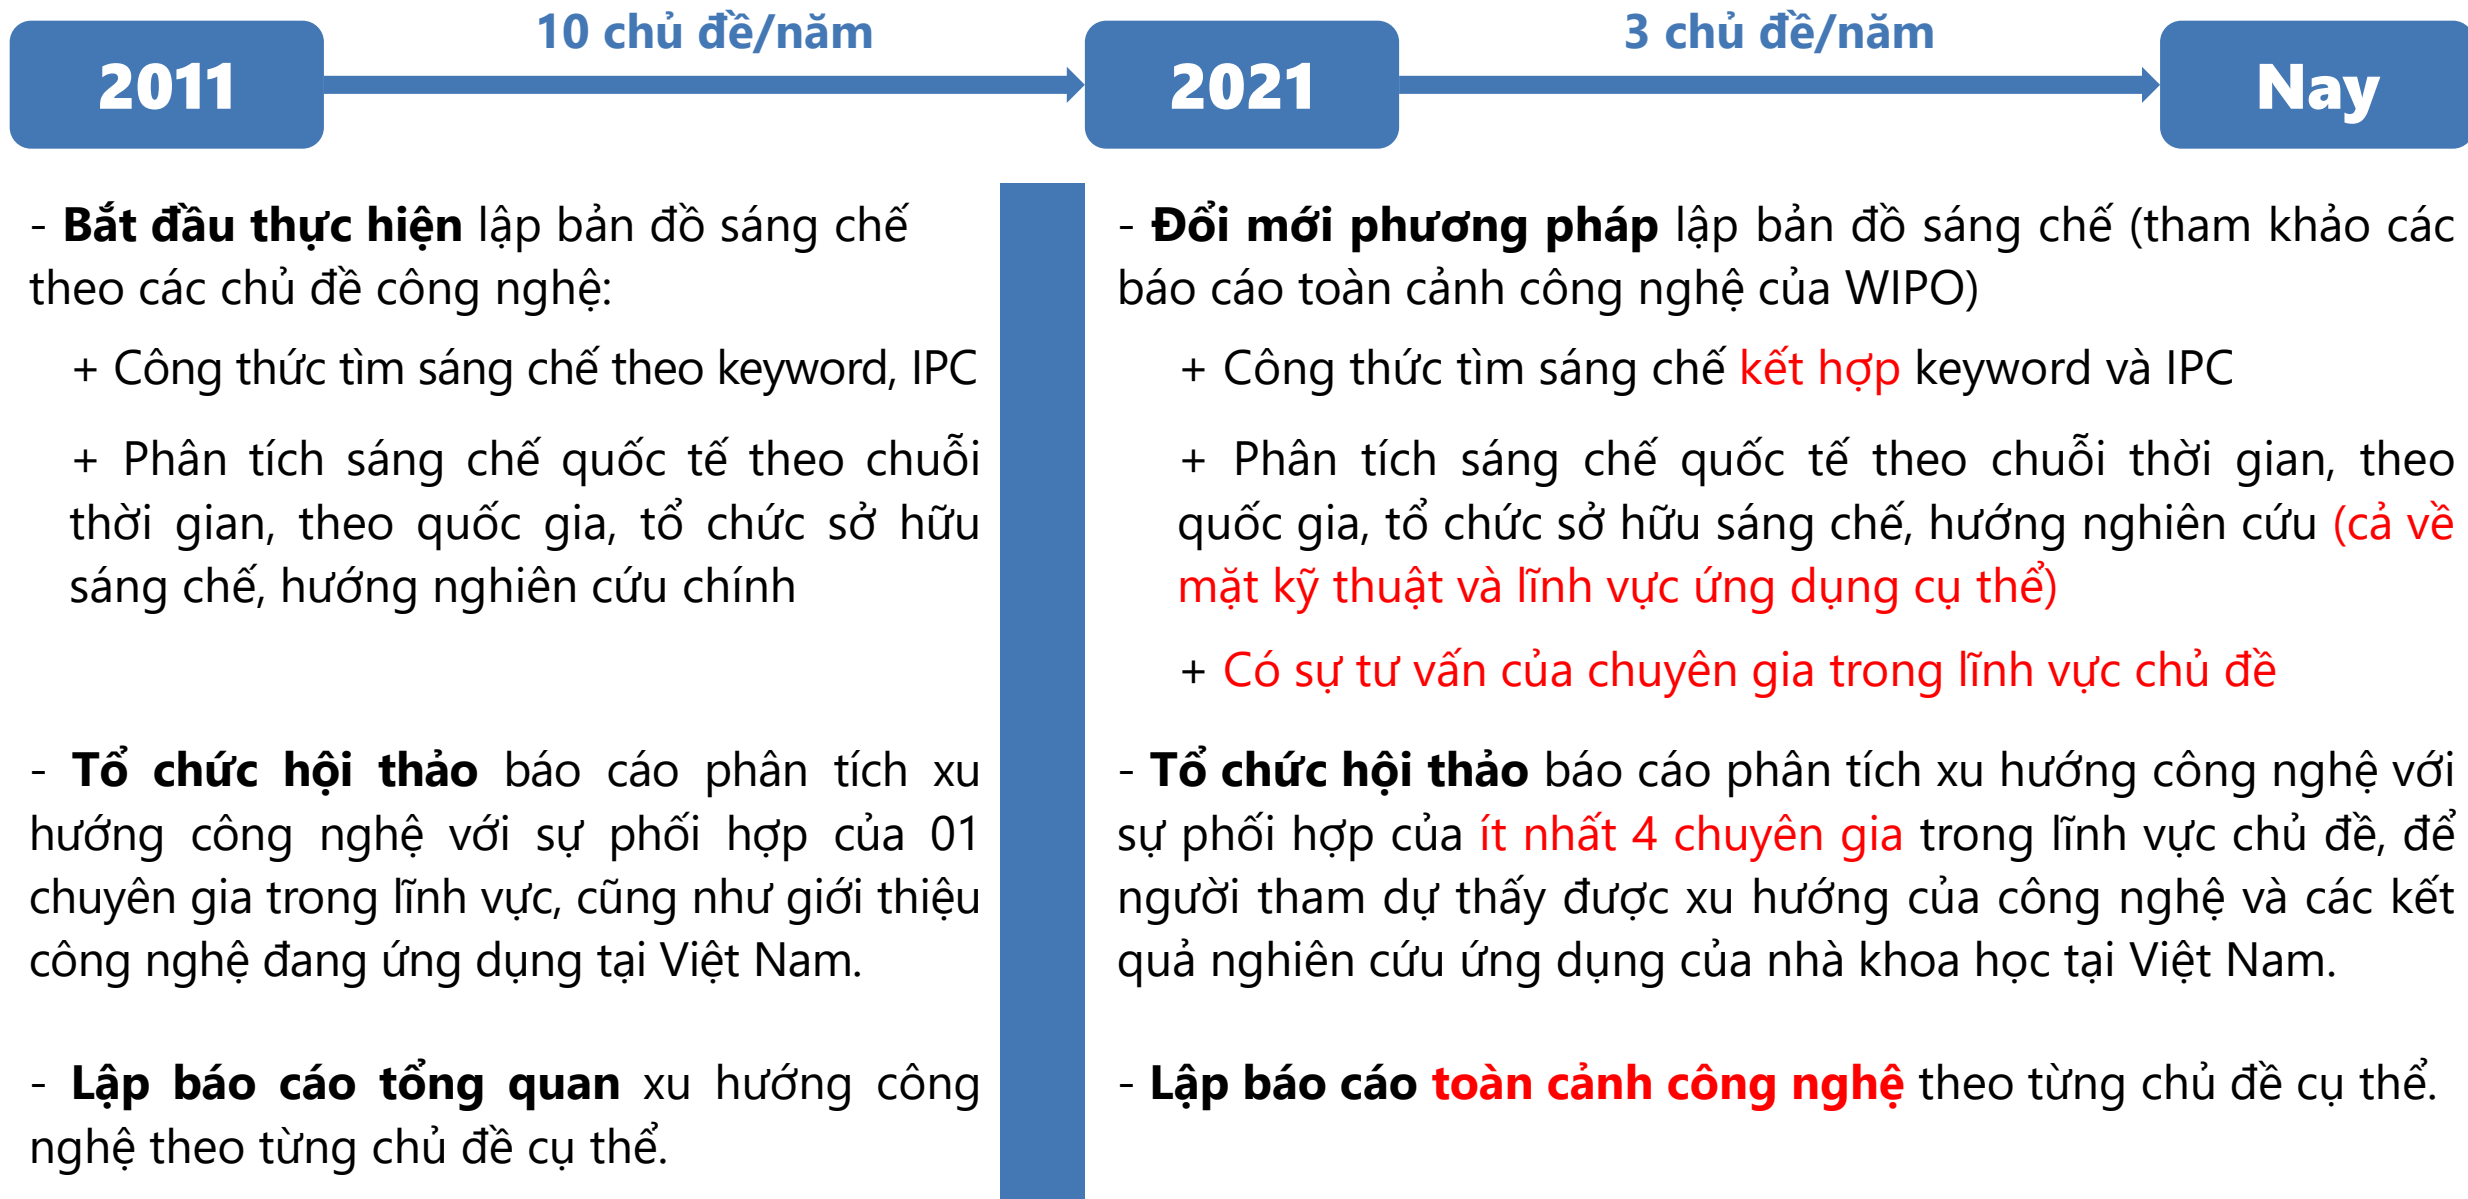 10 chủ đề/năm
3 chủ đề/năm
2011
2021
Nay
- Bắt đầu thực hiện lập bản đồ sáng chế
theo các chủ đề công nghệ:
+ Công thức tìm sáng chế theo keyword, IPC
+ Phân tích sáng chế quốc tế theo chuỗi
thời gian, theo quốc gia, tổ chức sở hữu
sáng chế, hướng nghiên cứu chính
- Tổ chức hội thảo báo cáo phân tích xu
hướng công nghệ với sự phối hợp của 01
chuyên gia trong lĩnh vực, cũng như giới thiệu
công nghệ đang ứng dụng tại Việt Nam.
- Lập báo cáo tổng quan xu hướng công
nghệ theo từng chủ đề cụ thể.
- Đổi mới phương pháp lập bản đồ sáng chế (tham khảo các
báo cáo toàn cảnh công nghệ của WIPO)
+ Công thức tìm sáng chế kết hợp keyword và IPC
+ Phân tích sáng chế quốc tế theo chuỗi thời gian, theo
quốc gia, tổ chức sở hữu sáng chế, hướng nghiên cứu (cả về
mặt kỹ thuật và lĩnh vực ứng dụng cụ thể)
+ Có sự tư vấn của chuyên gia trong lĩnh vực chủ đề
- Tổ chức hội thảo báo cáo phân tích xu hướng công nghệ với
sự phối hợp của ít nhất 4 chuyên gia trong lĩnh vực chủ đề, để
người tham dự thấy được xu hướng của công nghệ và các kết
quả nghiên cứu ứng dụng của nhà khoa học tại Việt Nam.
- Lập báo cáo toàn cảnh công nghệ theo từng chủ đề cụ thể.